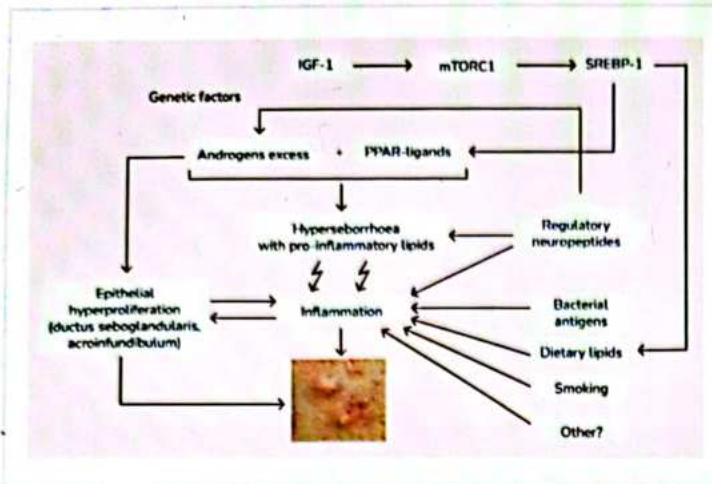 IGF-1 mTORC1 SREBP-1
Genetic factors
Androgens excess + PPAR-ligands
Hyperseborrhoea
with pro-inflammatory lipids
Regulatory
neuropeptides
Epithelial
hyperproliferation
(ductus seboglandularis,
acroinfundibulum)
Inflammation
Bacterial
antigens
Dietary lipids
Smoking
Other?